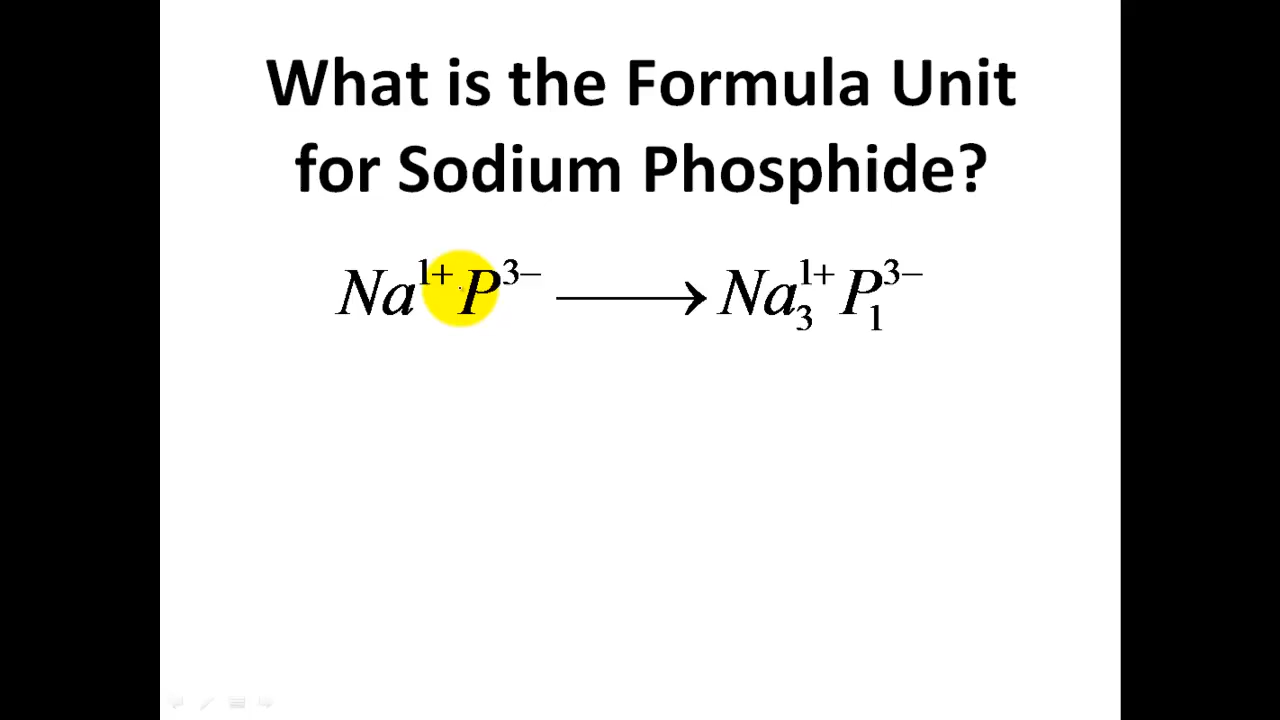 What is the Formula Unit
for Sodium Phosphide?
Na¹⁺P³⁻ ⟶ Na₃¹⁺P₁³⁻